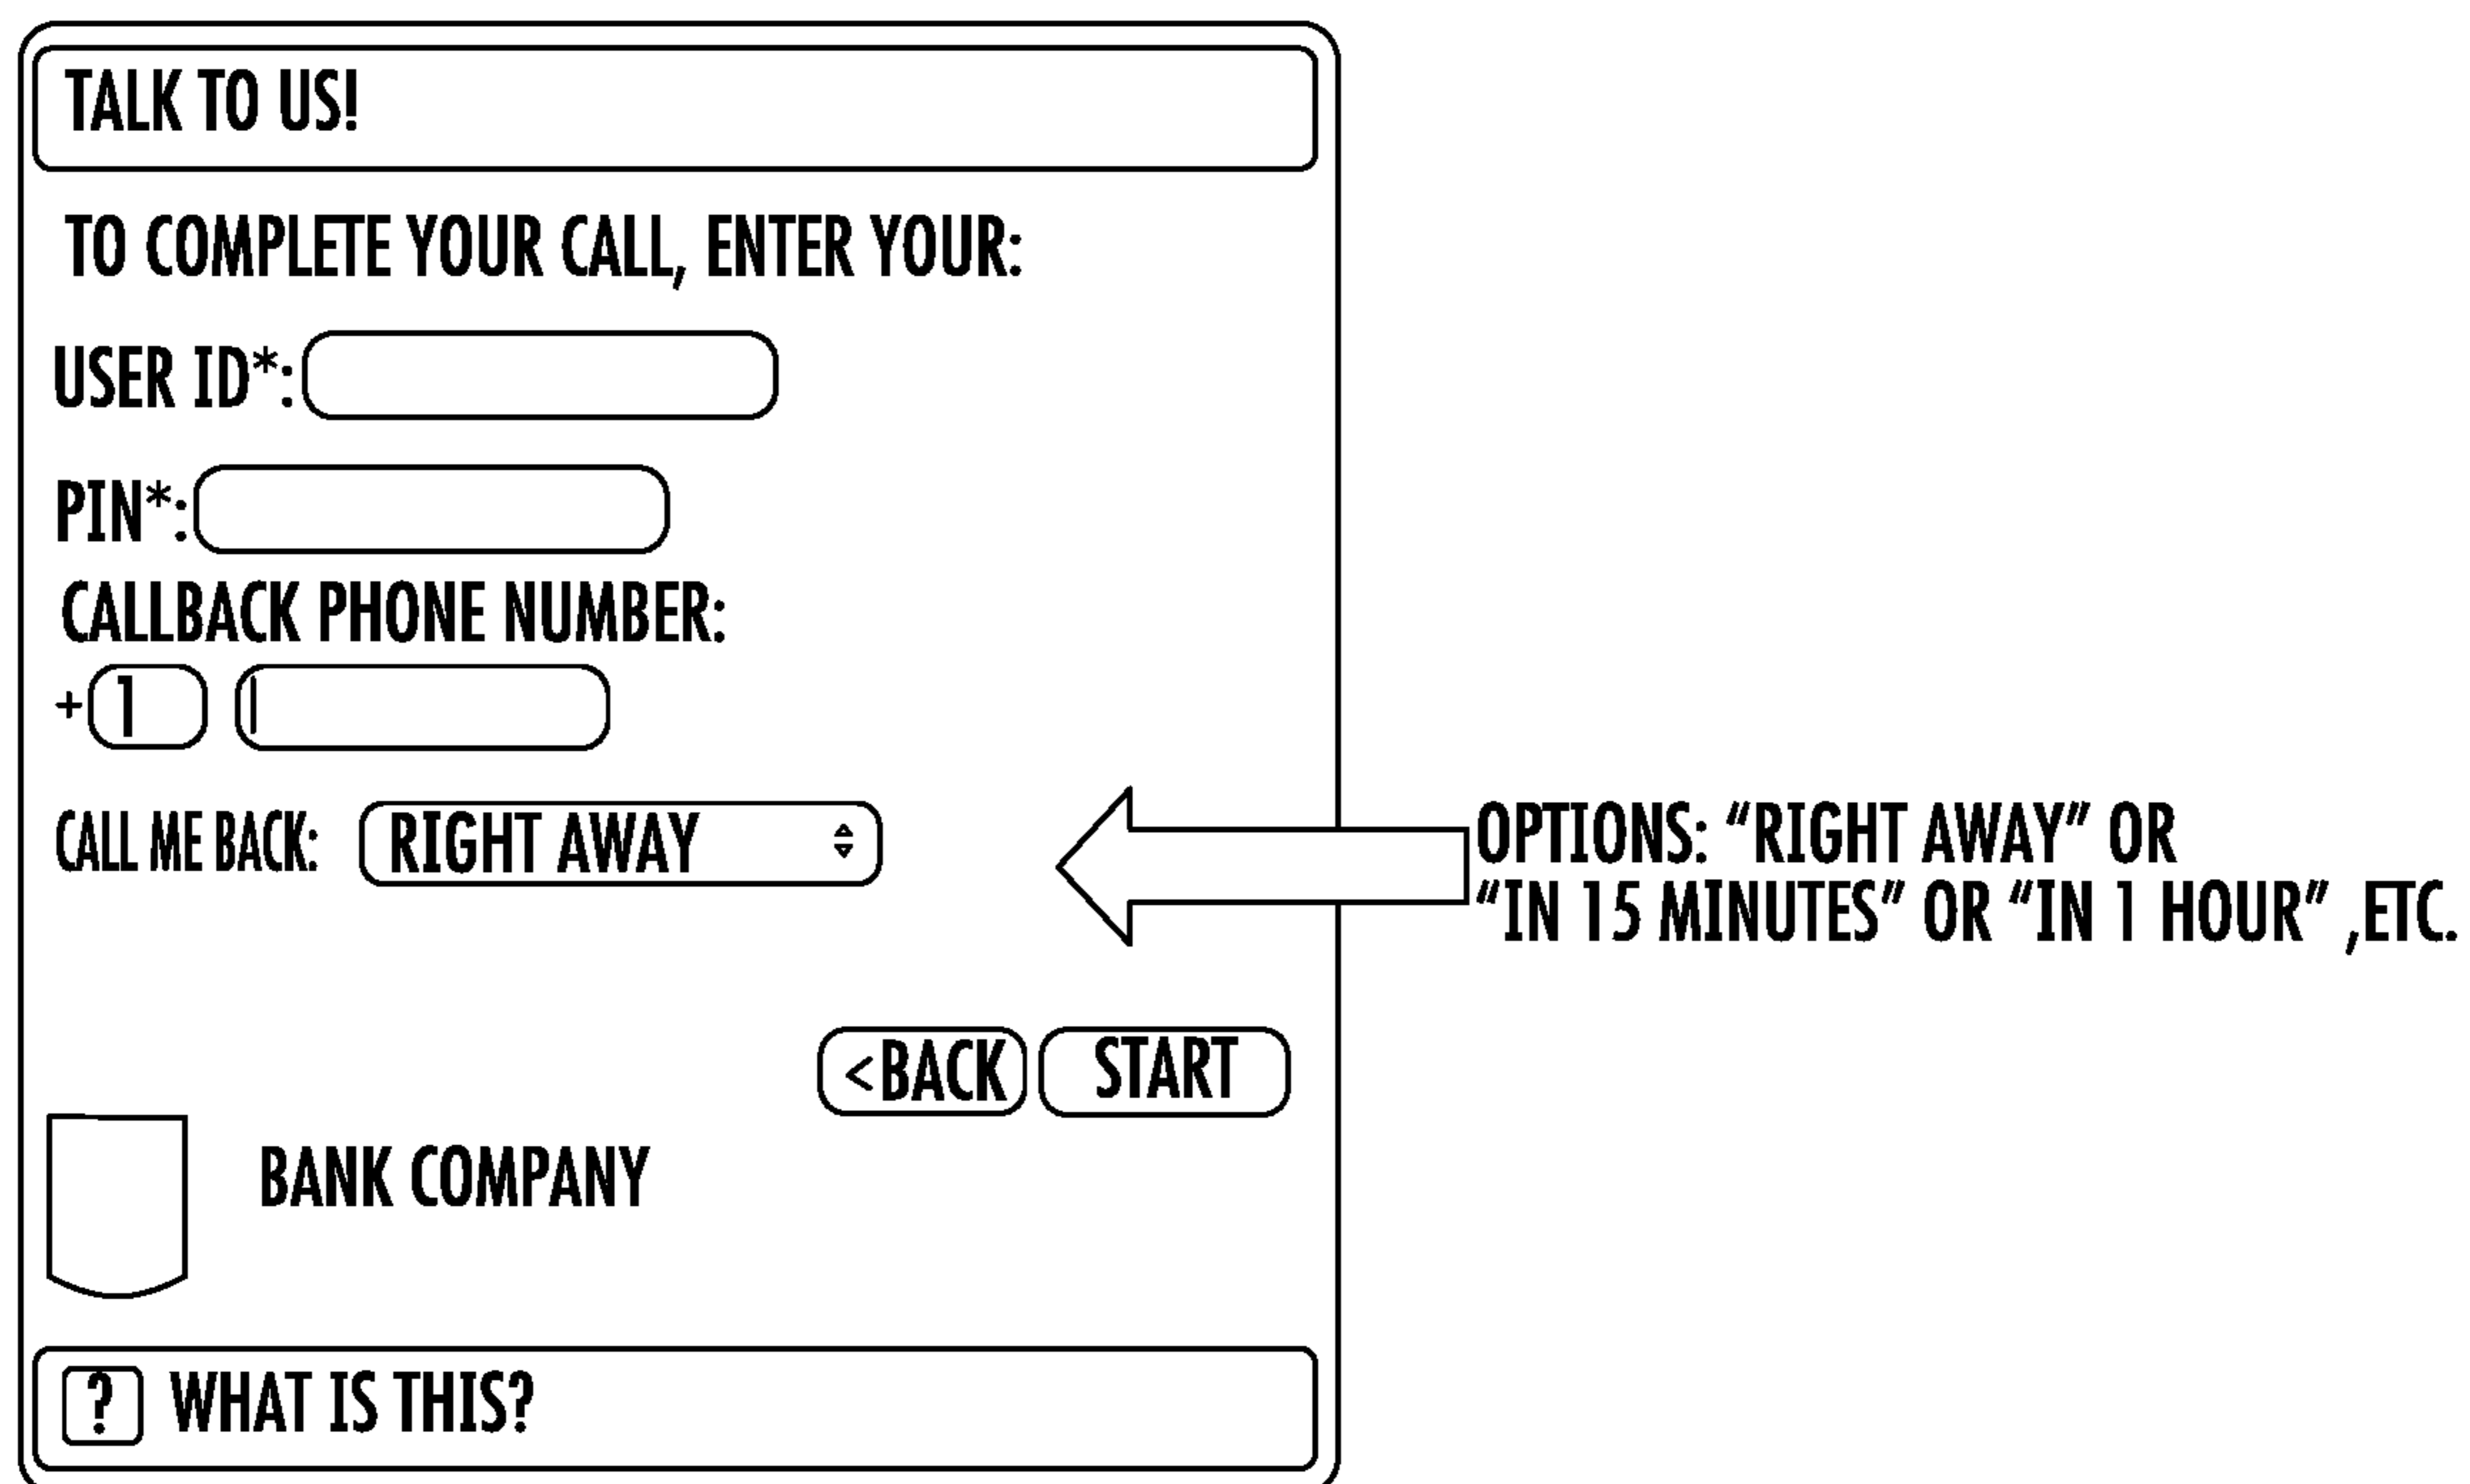 TALK TO US!
TO COMPLETE YOUR CALL, ENTER YOUR:
USER ID*:
PIN*:
CALLBACK PHONE NUMBER:
+ 1
CALL ME BACK: RIGHT AWAY
OPTIONS: “RIGHT AWAY” OR
“IN 15 MINUTES” OR “IN 1 HOUR” ,ETC.
<BACK START
BANK COMPANY
? WHAT IS THIS?